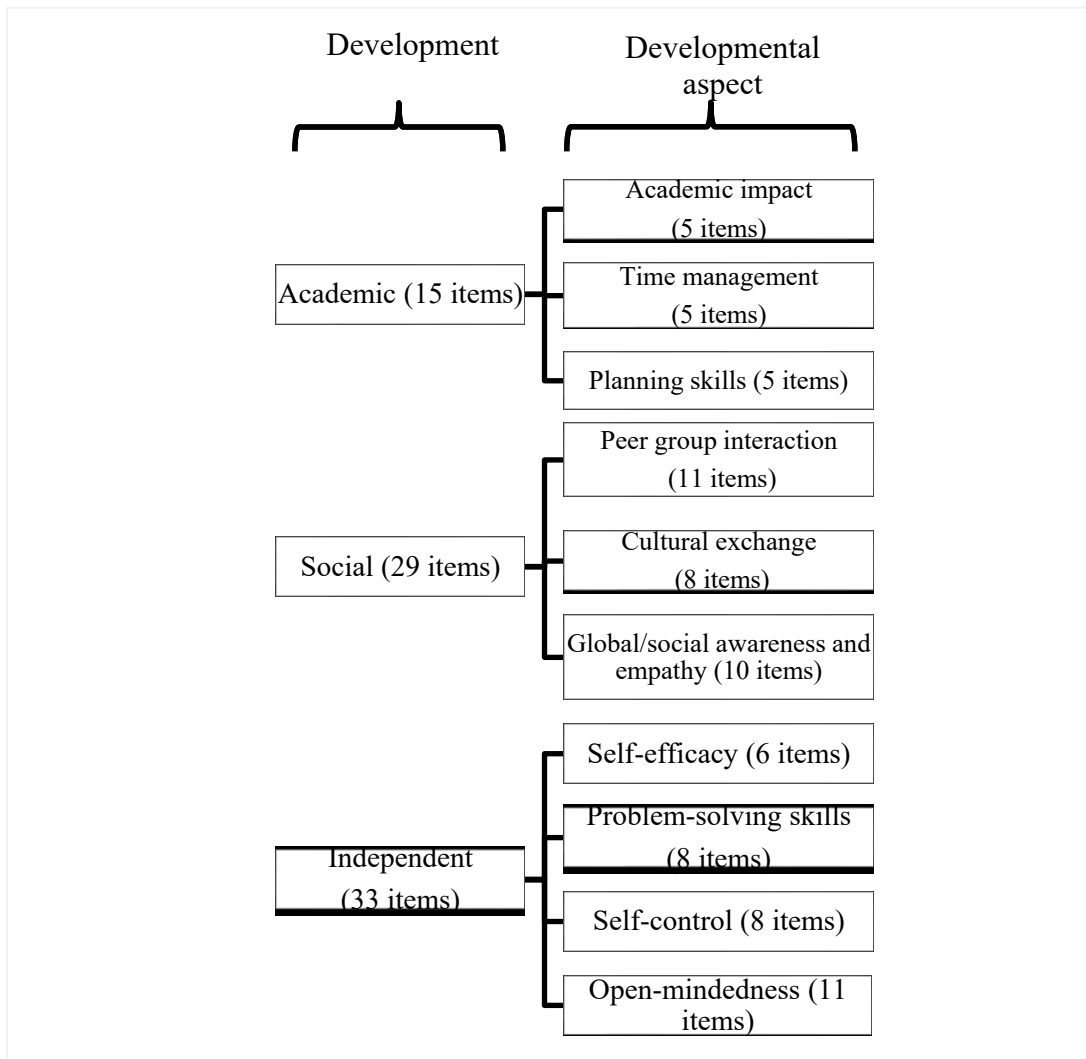 Development
Developmental
aspect
Academic (15 items)
Academic impact
(5 items)
Time management
(5 items)
Planning skills (5 items)
Social (29 items)
Peer group interaction
(11 items)
Cultural exchange
(8 items)
Global/social awareness and
empathy (10 items)
Independent
(33 items)
Self-efficacy (6 items)
Problem-solving skills
(8 items)
Self-control (8 items)
Open-mindedness (11
items)